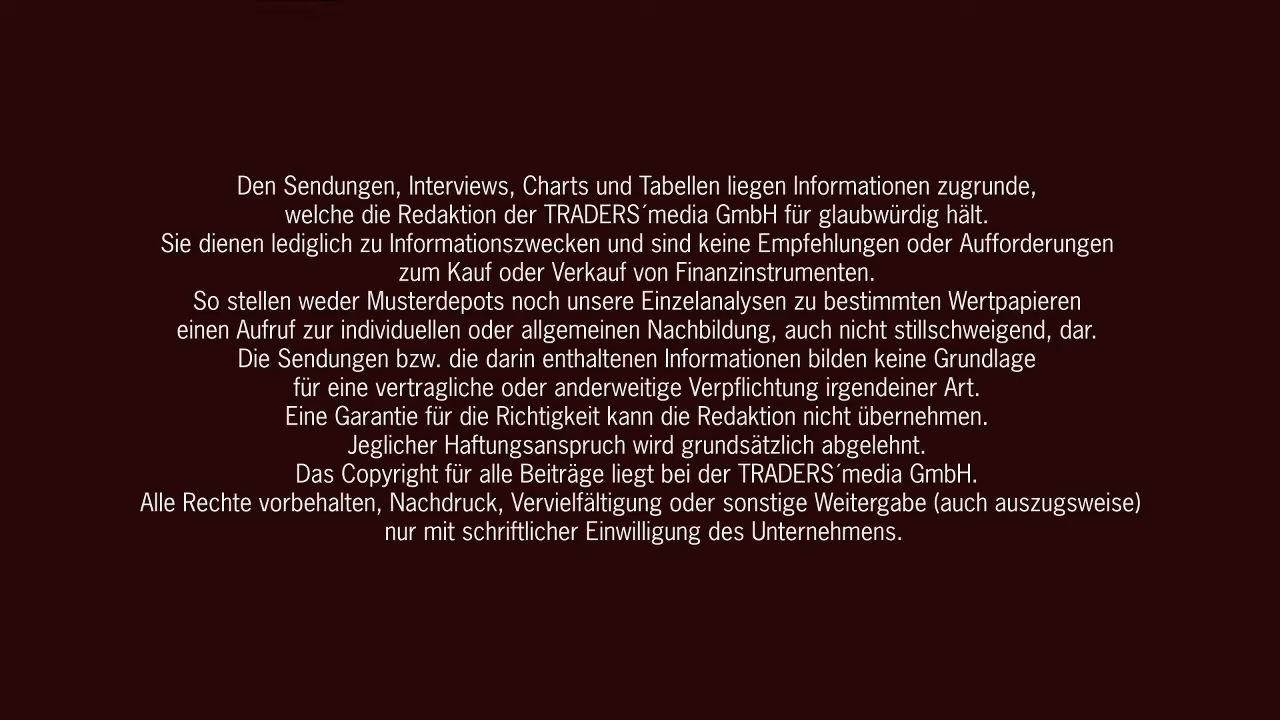 Den Sendungen, Interviews, Charts und Tabellen liegen Informationen zugrunde,
welche die Redaktion der TRADERS´media GmbH für glaubwürdig hält.
Sie dienen lediglich zu Informationszwecken und sind keine Empfehlungen oder Aufforderungen
zum Kauf oder Verkauf von Finanzinstrumenten.
So stellen weder Musterdepots noch unsere Einzelanalysen zu bestimmten Wertpapieren
einen Aufruf zur individuellen oder allgemeinen Nachbildung, auch nicht stillschweigend, dar.
Die Sendungen bzw. die darin enthaltenen Informationen bilden keine Grundlage
für eine vertragliche oder anderweitige Verpflichtung irgendeiner Art.
Eine Garantie für die Richtigkeit kann die Redaktion nicht übernehmen.
Jeglicher Haftungsanspruch wird grundsätzlich abgelehnt.
Das Copyright für alle Beiträge liegt bei der TRADERS´media GmbH.
Alle Rechte vorbehalten, Nachdruck, Vervielfältigung oder sonstige Weitergabe (auch auszugsweise)
nur mit schriftlicher Einwilligung des Unternehmens.